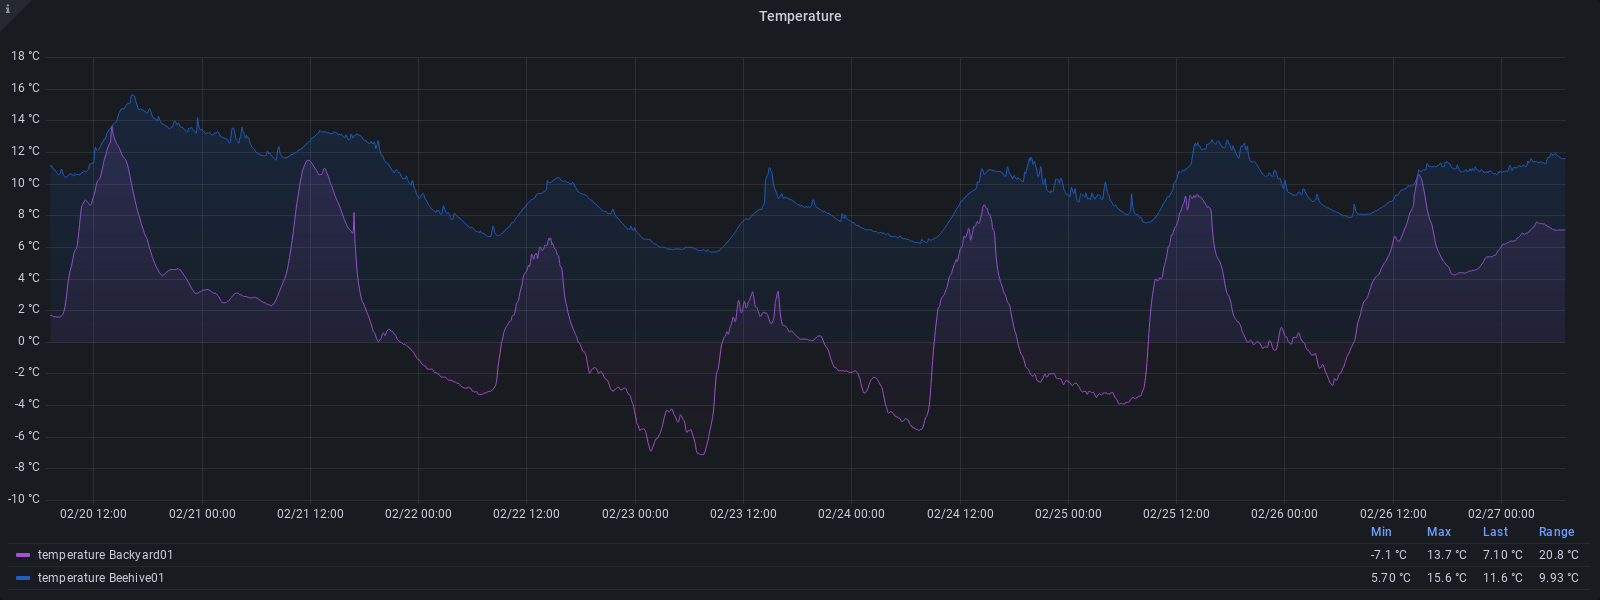 i
Temperature
18 °C
16 °C
14 °C
12 °C
10 °C
8 °C
6 °C
4 °C
2 °C
0 °C
-2 °C
-4 °C
-6 °C
-8 °C
-10 °C
02/20 12:00 02/21 00:00 02/21 12:00 02/22 00:00 02/22 12:00 02/23 00:00 02/23 12:00 02/24 00:00 02/24 12:00 02/25 00:00 02/25 12:00 02/26 00:00 02/26 12:00 02/27 00:00
Min Max Last Range
temperature Backyard01 -7.1 °C 13.7 °C 7.10 °C 20.8 °C
temperature Beehive01 5.70 °C 15.6 °C 11.6 °C 9.93 °C